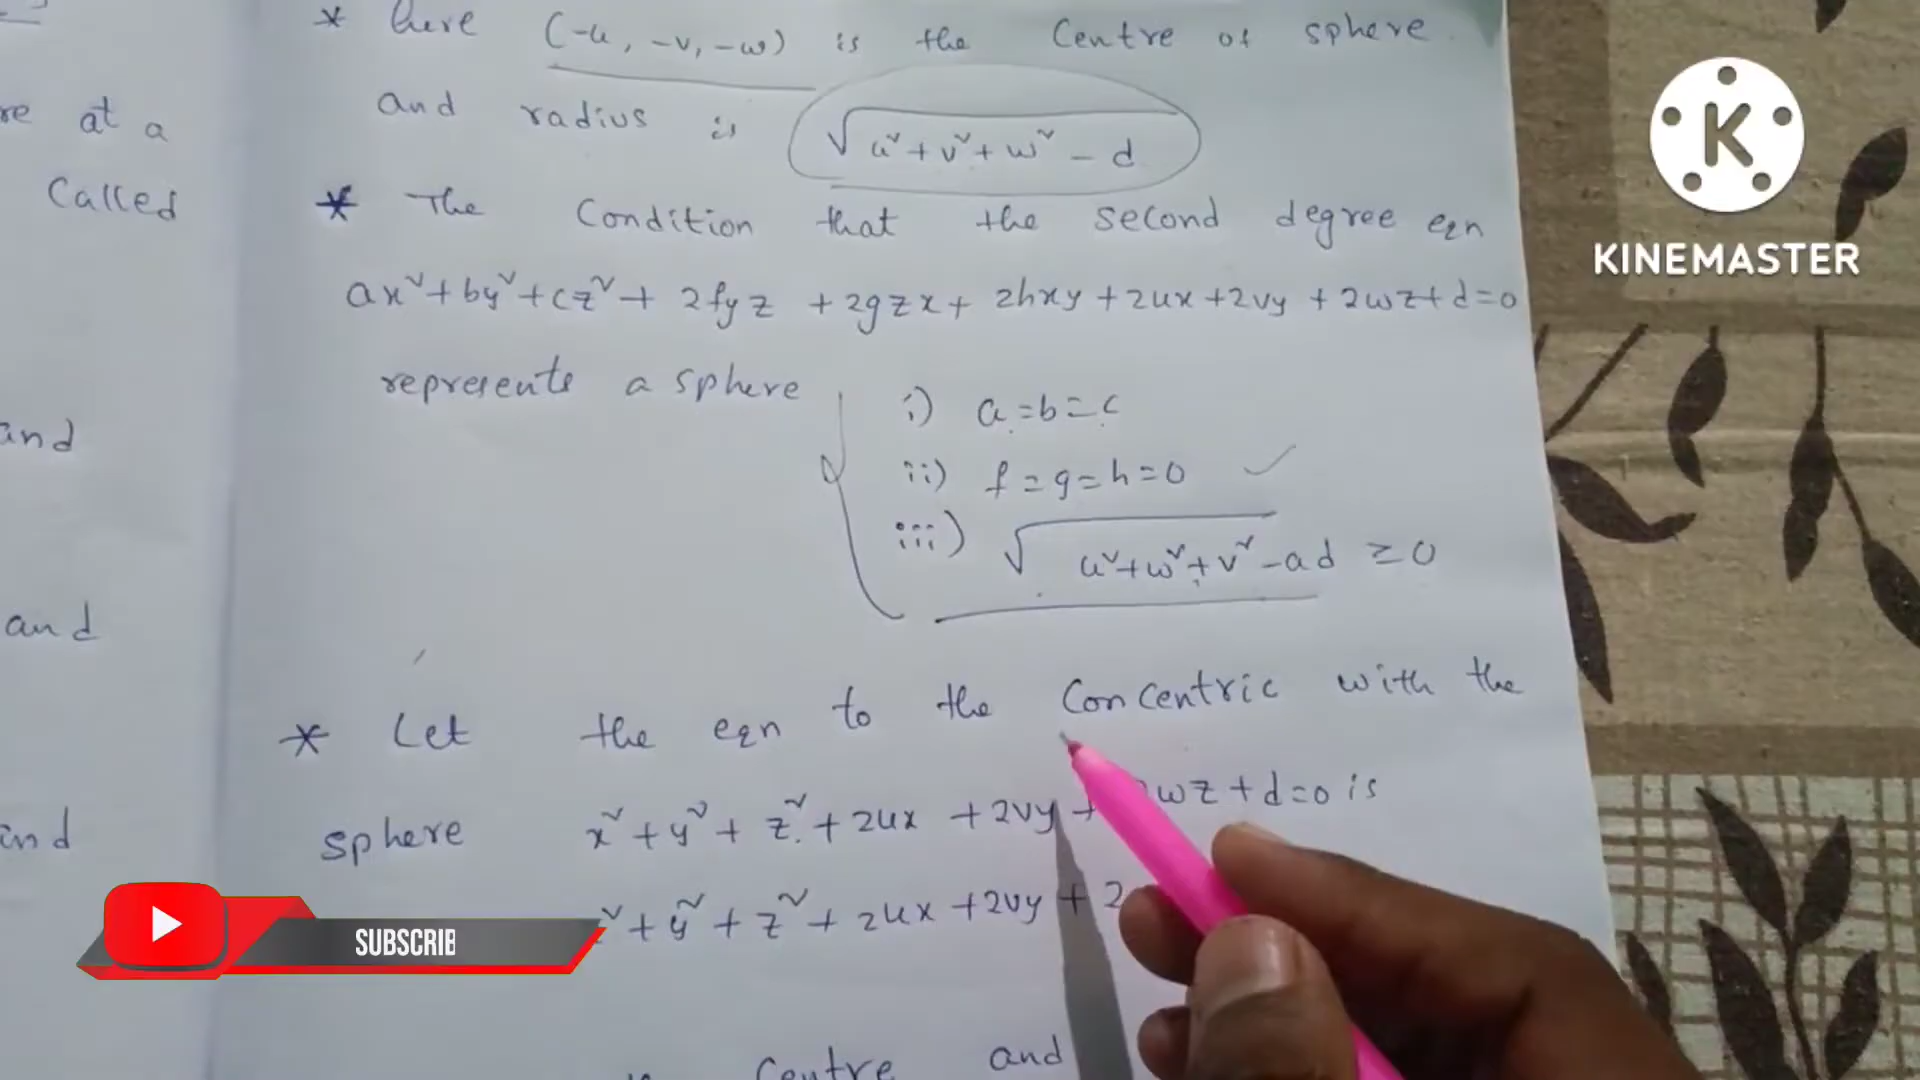 re at a
Called
and
and
and
* here (-u, -v, -w) is the Centre of sphere
and radius is √u²+v²+w²-d
* The Condition that the second degree eqn
ax²+by²+cz²+ 2fyz +2gzx+ 2hxy+2ux+2vy+2wz+d=0
represents a sphere
i) a=b=c
ii) f=g=h=0 ✓
iii) √u²+w²+v²-ad ≥0
* Let the eqn to the Concentric with the
sphere x²+y²+z²+2ux+2vy+ wz+d=0 is
²+y²+z²+2ux+2vy+2
Centre and
K
KINEMASTER
SUBSCRIB